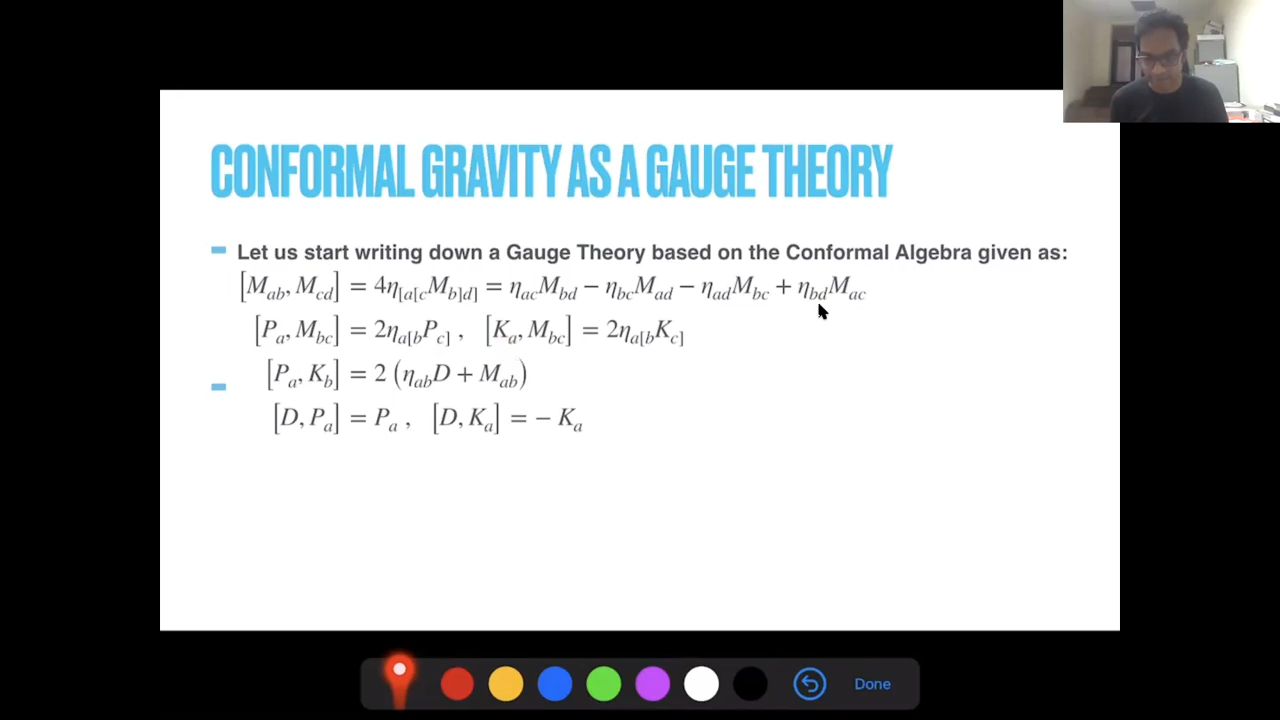 CONFORMAL GRAVITY AS A GAUGE THEORY
Let us start writing down a Gauge Theory based on the Conformal Algebra given as:
[M_{ab}, M_{cd}] = 4η_{[a[c}M_{b]d]} = η_{ac}M_{bd} − η_{bc}M_{ad} − η_{ad}M_{bc} + η_{bd}M_{ac}
[P_a, M_{bc}] = 2η_{a[b}P_{c]} , [K_a, M_{bc}] = 2η_{a[b}K_{c]}
[P_a, K_b] = 2 (η_{ab}D + M_{ab})
[D, P_a] = P_a , [D, K_a] = − K_a
Done